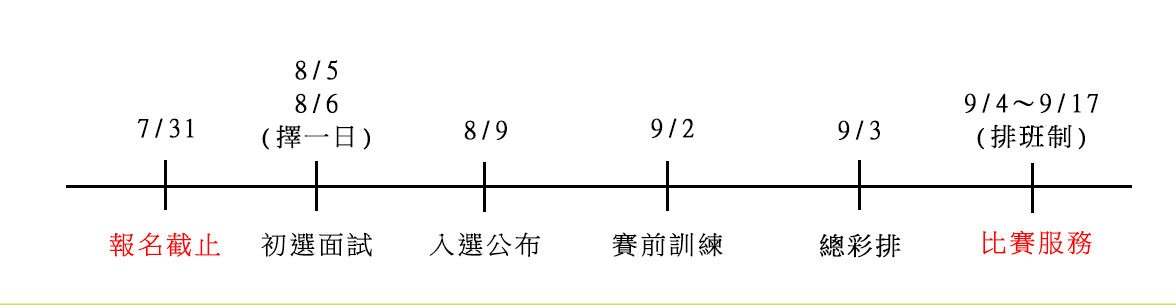 7/31
報名截止
8/5
8/6
(擇一日)
初選面試
8/9
入選公布
9/2
賽前訓練
9/3
總彩排
9/4～9/17
(排班制)
比賽服務